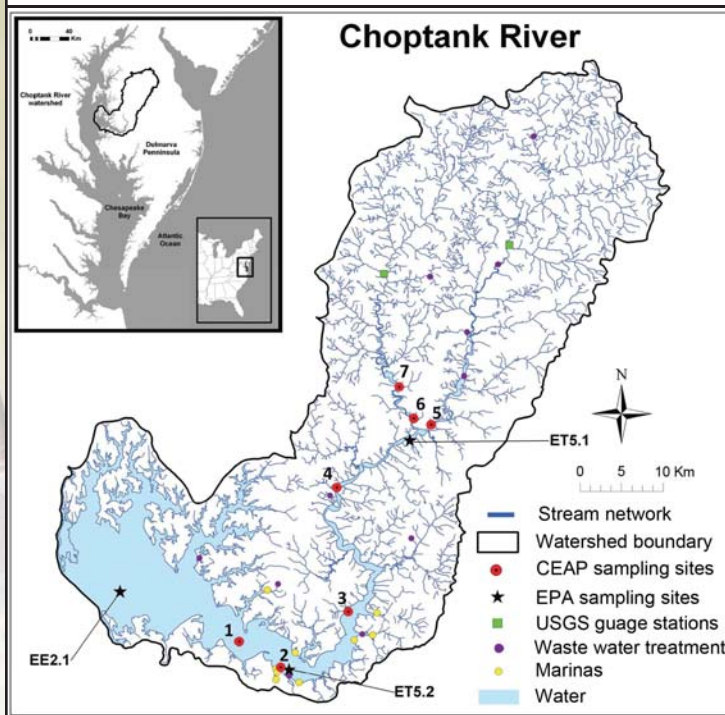 Choptank River
0 40
Km
Choptank River
watershed
Delmarva
Penninsula
Chesapeake
Bay
Atlantic
Ocean
7
6
5
N
ET5.1
4
0 5 10 Km
Stream network
Watershed boundary
CEAP sampling sites
3
EPA sampling sites
1
USGS guage stations
EE2.1
2
Waste water treatment
Marinas
ET5.2
Water